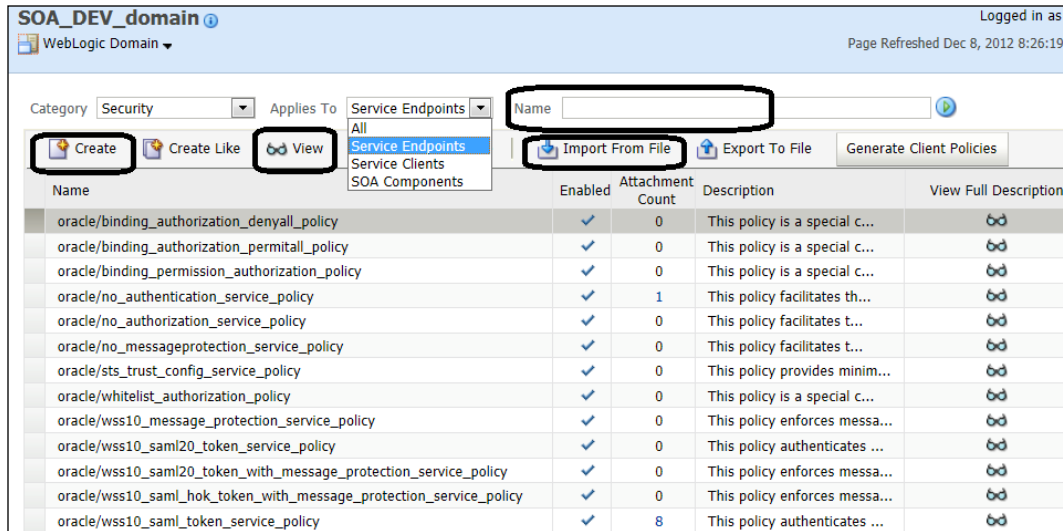 SOA_DEV_domain
Logged in as
WebLogic Domain
Page Refreshed Dec 8, 2012 8:26:19
Category Security Applies To Service Endpoints Name
All
Service Endpoints
Service Clients
SOA Components
Create Create Like View Import From File Export To File Generate Client Policies
Name Enabled Attachment Count Description View Full Description
oracle/binding_authorization_denyall_policy 0 This policy is a special c...
oracle/binding_authorization_permitall_policy 0 This policy is a special c...
oracle/binding_permission_authorization_policy 0 This policy is a special c...
oracle/no_authentication_service_policy 1 This policy facilitates th...
oracle/no_authorization_service_policy 0 This policy facilitates t...
oracle/no_messageprotection_service_policy 0 This policy facilitates t...
oracle/sts_trust_config_service_policy 0 This policy provides minim...
oracle/whitelist_authorization_policy 0 This policy is a special c...
oracle/wss10_message_protection_service_policy 0 This policy enforces messa...
oracle/wss10_saml20_token_service_policy 0 This policy authenticates ...
oracle/wss10_saml20_token_with_message_protection_service_policy 0 This policy enforces messa...
oracle/wss10_saml_hok_token_with_message_protection_service_policy 0 This policy enforces messa...
oracle/wss10_saml_token_service_policy 8 This policy authenticates ...